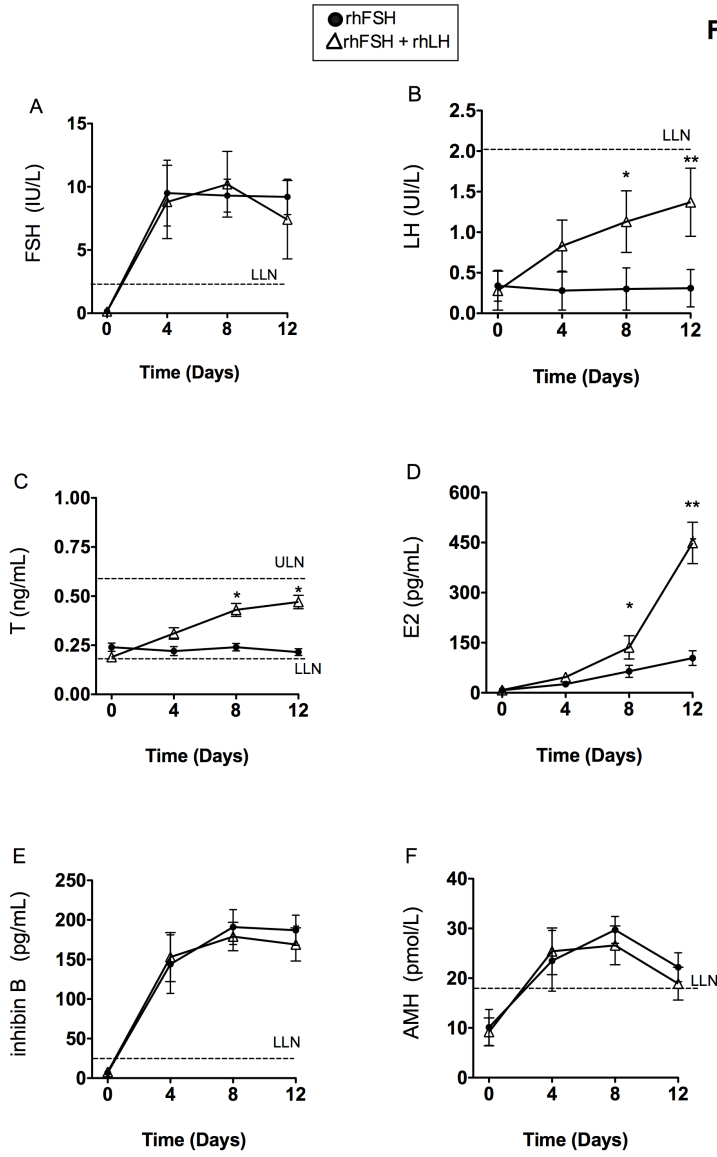 rhFSH
rhFSH + rhLH
F
A
FSH (IU/L)
15
10
5
0
LLN
0 4 8 12
Time (Days)
B
LH (UI/L)
2.5
2.0
1.5
1.0
0.5
0.0
LLN
*
**
0 4 8 12
Time (Days)
C
T (ng/mL)
1.00
0.75
0.50
0.25
0.00
ULN
*
*
LLN
0 4 8 12
Time (Days)
D
E2 (pg/mL)
600
450
300
150
0
*
**
0 4 8 12
Time (Days)
E
inhibin B (pg/mL)
250
200
150
100
50
0
LLN
0 4 8 12
Time (Days)
F
AMH (pmol/L)
40
30
20
10
0
LLN
0 4 8 12
Time (Days)